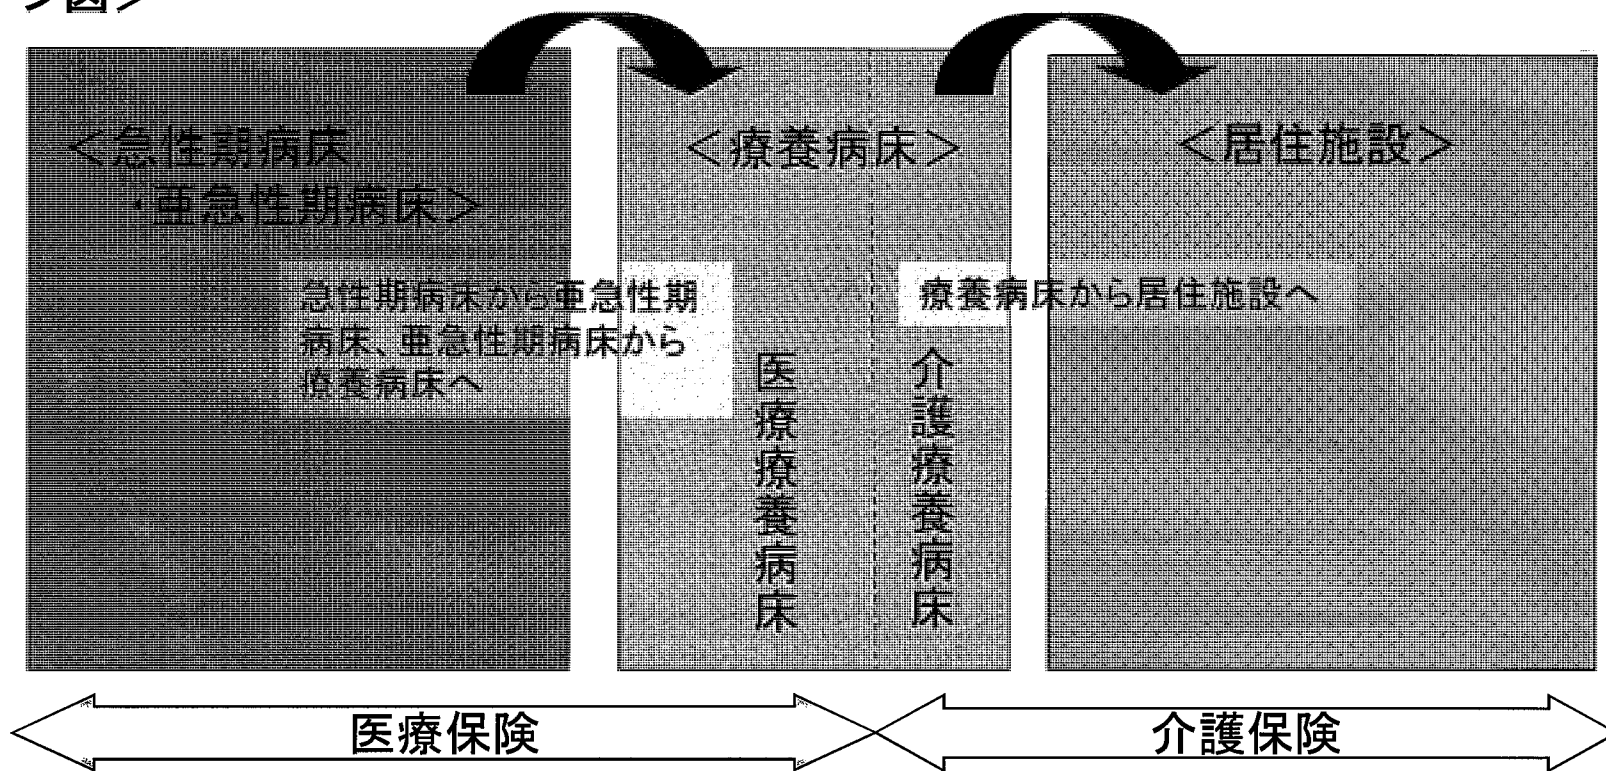 図＞
＜急性期病床
・亜急性期病床＞
＜療養病床＞
＜居住施設＞
急性期病床から亜急性期
病床、亜急性期病床から
療養病床へ
療養病床から居住施設へ
医療療養病床
介護療養病床
医療保険
介護保険